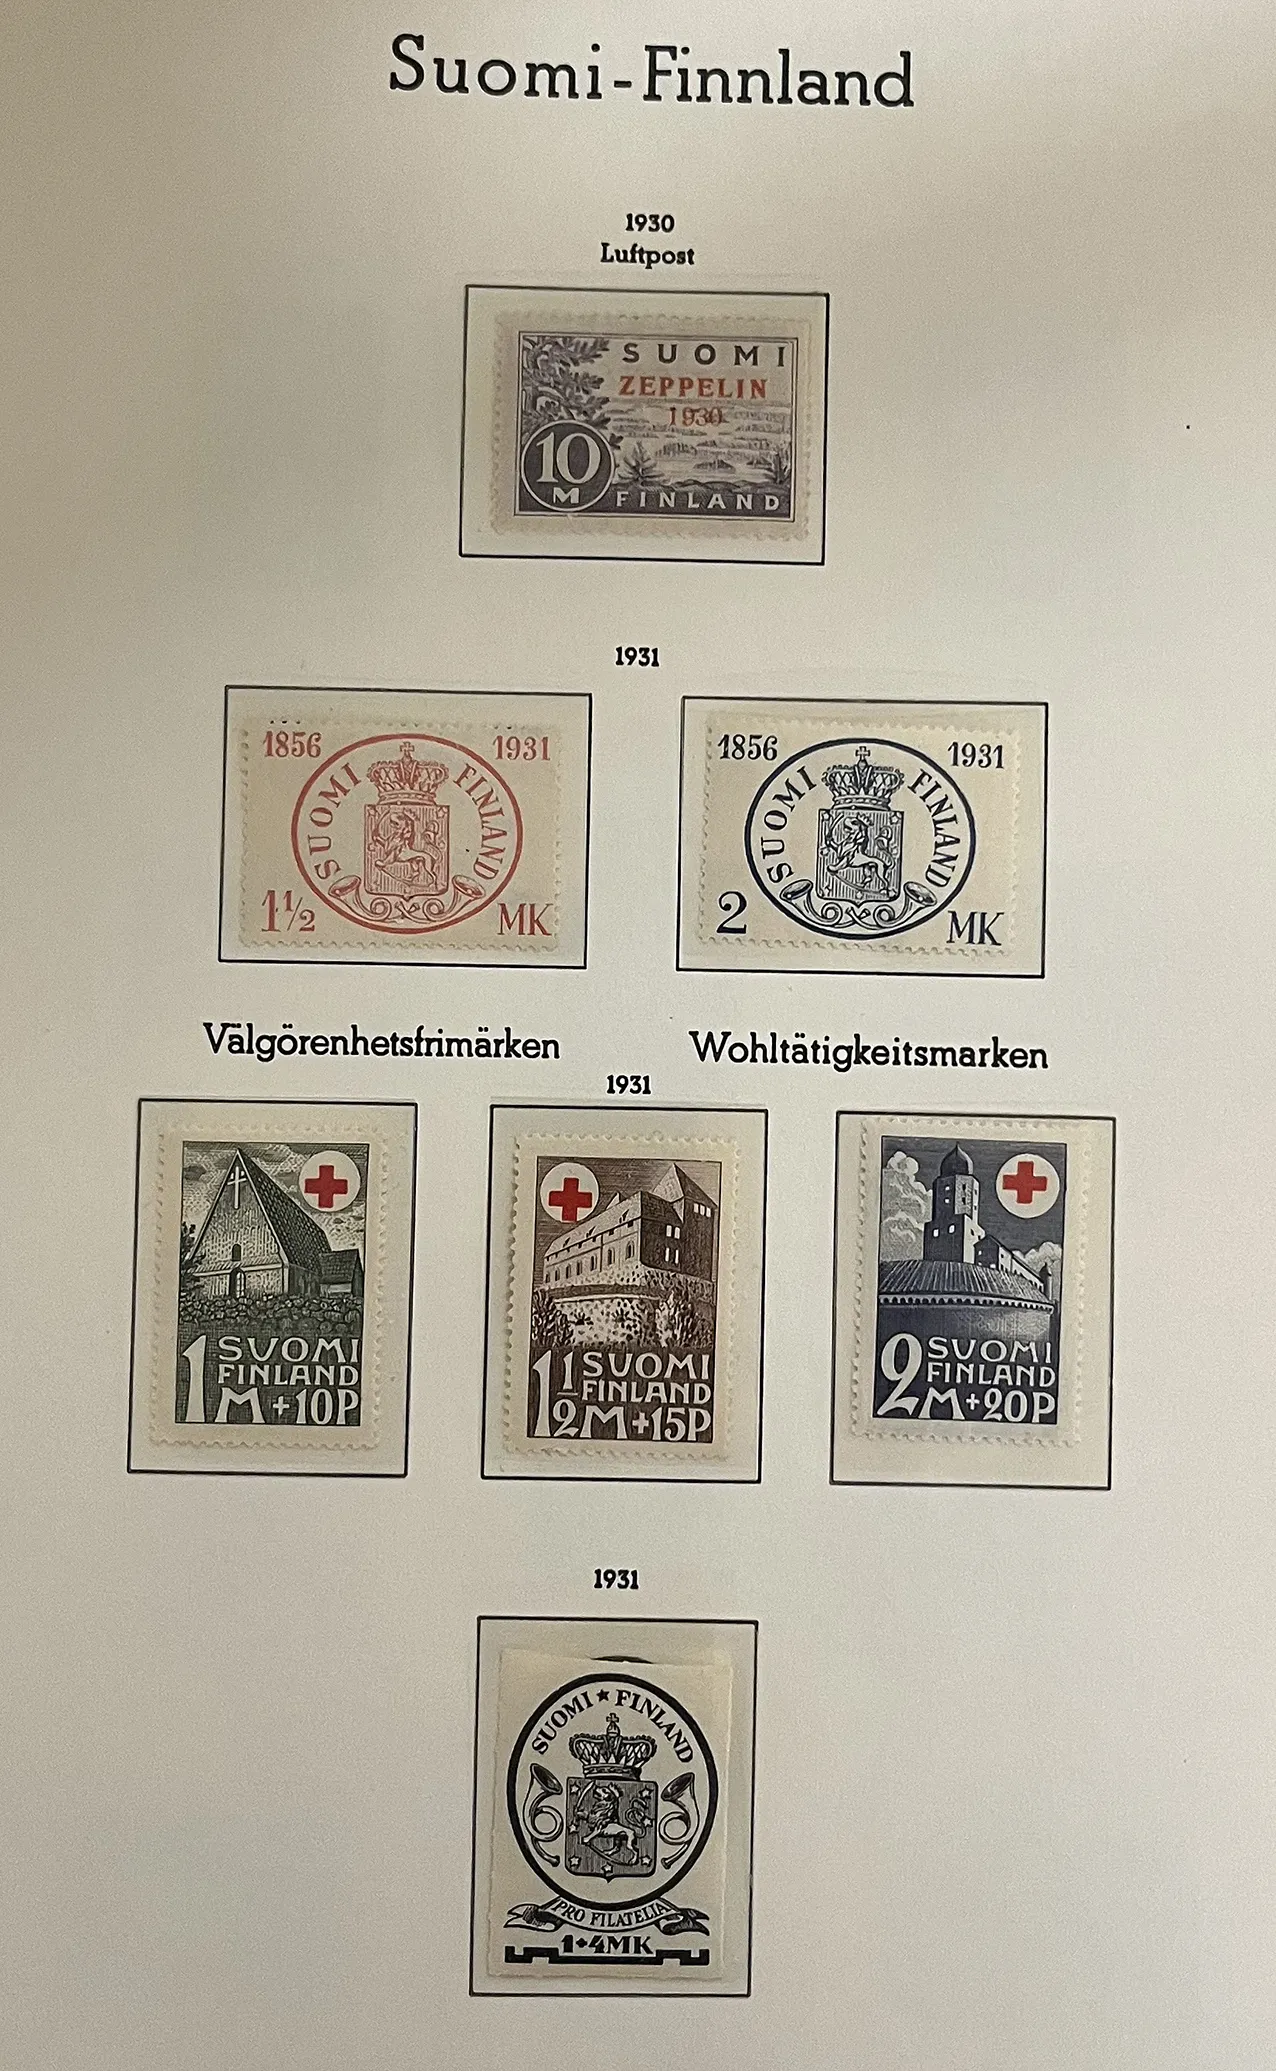 Suomi-Finnland
1930
Luftpost
SUOMI
ZEPPELIN
1930
10
M
FINLAND
1931
1856 1931
SUOMI FINLAND
1½ MK
1856 1931
SUOMI FINLAND
2 MK
Välgörenhetsfrimärken Wohltätigkeitsmarken
1931
1 SUOMI
FINLAND
M+10P
1½ SUOMI
FINLAND
M+15P
2 SUOMI
FINLAND
M+20P
1931
SUOMI ★ FINLAND
PRO FILATELIA
1+4MK